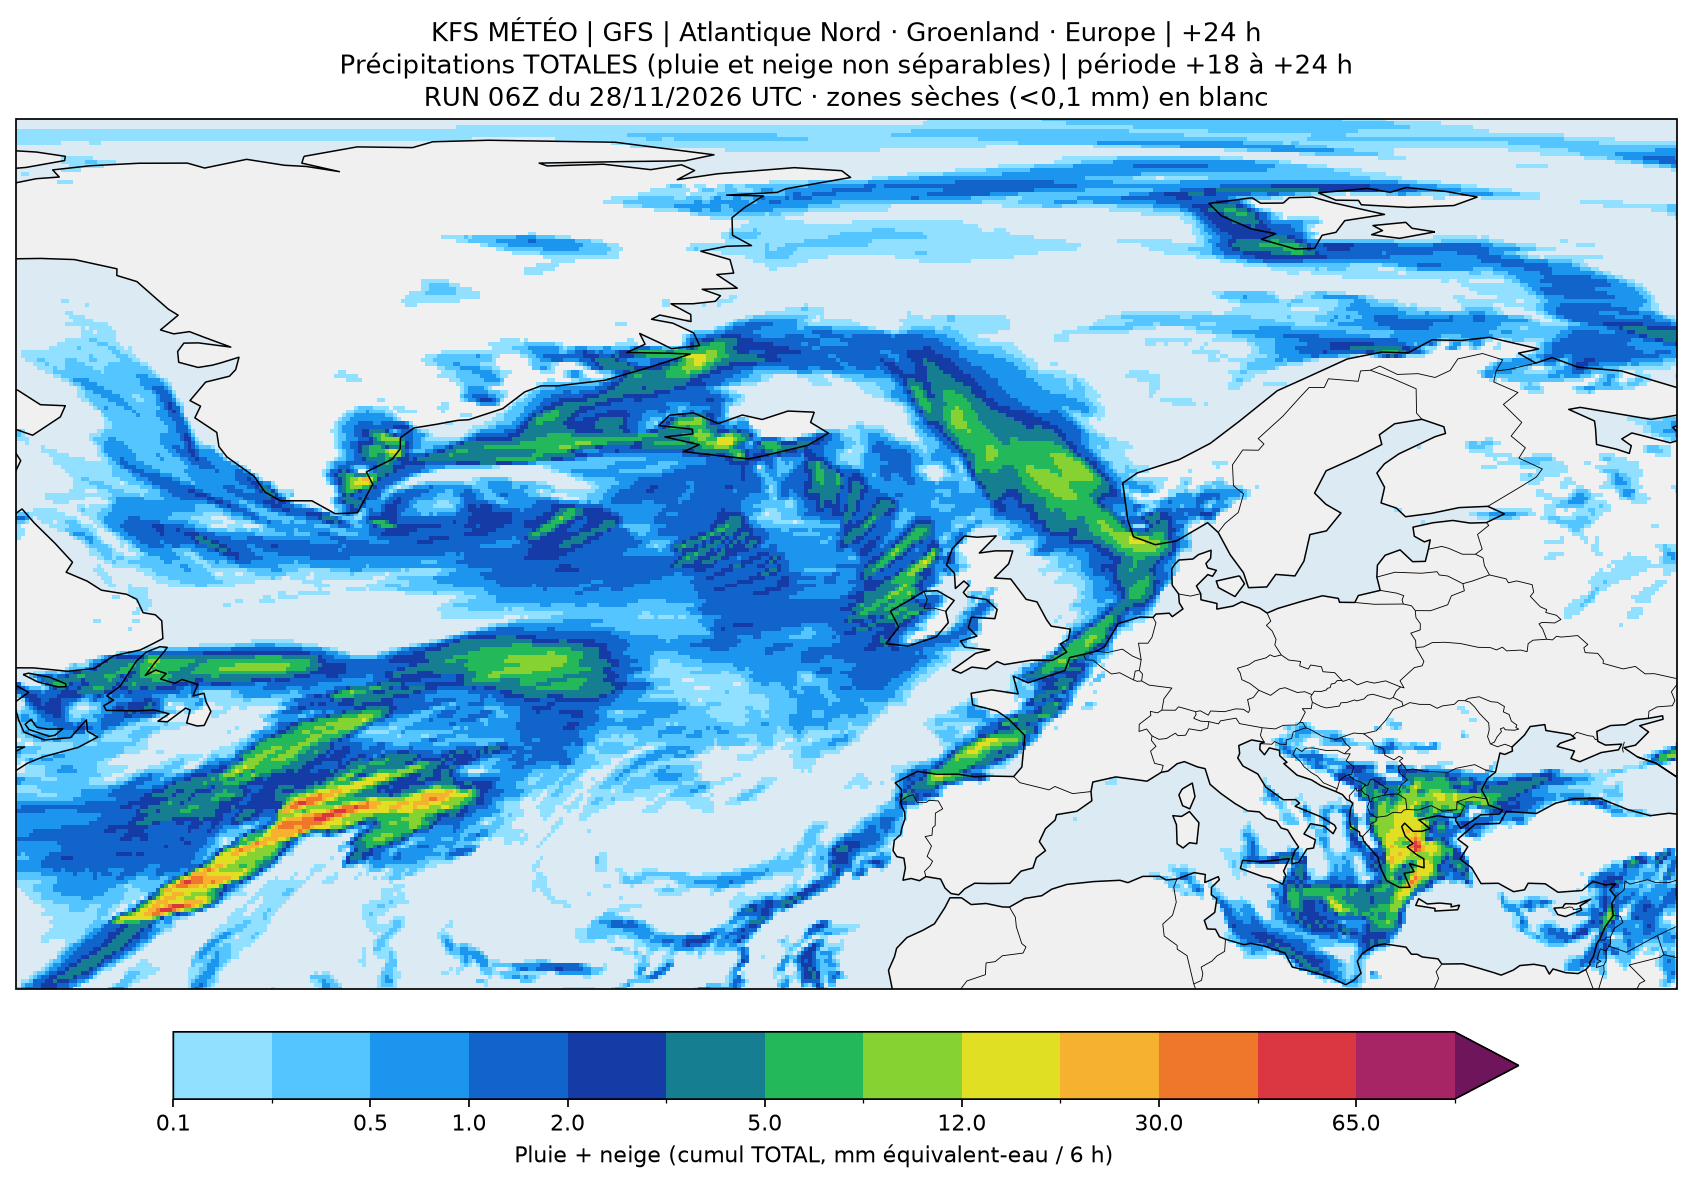 KFS MÉTÉO | GFS | Atlantique Nord · Groenland · Europe | +24 h
Précipitations TOTALES (pluie et neige non séparables) | période +18 à +24 h
RUN 06Z du 28/11/2026 UTC · zones sèches (<0,1 mm) en blanc
0.1 0.5 1.0 2.0 5.0 12.0 30.0 65.0
Pluie + neige (cumul TOTAL, mm équivalent-eau / 6 h)